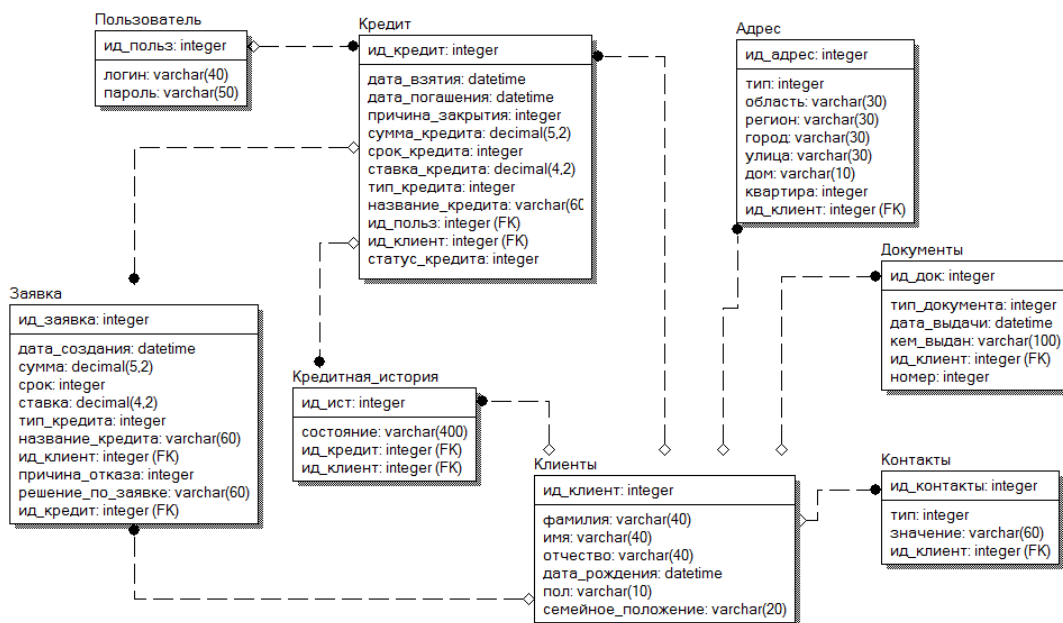 Пользователь
ид_польз: integer
логин: varchar(40)
пароль: varchar(50)
Кредит
ид_кредит: integer
дата_взятия: datetime
дата_погашения: datetime
причина_закрытия: integer
сумма_кредита: decimal(5,2)
срок_кредита: integer
ставка_кредита: decimal(4,2)
тип_кредита: integer
название_кредита: varchar(60
ид_польз: integer (FK)
ид_клиент: integer (FK)
статус_кредита: integer
Адрес
ид_адрес: integer
тип: integer
область: varchar(30)
регион: varchar(30)
город: varchar(30)
улица: varchar(30)
дом: varchar(10)
квартира: integer
ид_клиент: integer (FK)
Документы
ид_док: integer
тип_документа: integer
дата_выдачи: datetime
кем_выдан: varchar(100)
ид_клиент: integer (FK)
номер: integer
Заявка
ид_заявка: integer
дата_создания: datetime
сумма: decimal(5,2)
срок: integer
ставка: decimal(4,2)
тип_кредита: integer
название_кредита: varchar(60)
ид_клиент: integer (FK)
причина_отказа: integer
решение_по_заявке: varchar(60)
ид_кредит: integer (FK)
Кредитная_история
ид_ист: integer
состояние: varchar(400)
ид_кредит: integer (FK)
ид_клиент: integer (FK)
Клиенты
ид_клиент: integer
фамилия: varchar(40)
имя: varchar(40)
отчество: varchar(40)
дата_рождения: datetime
пол: varchar(10)
семейное_положение: varchar(20)
Контакты
ид_контакты: integer
тип: integer
значение: varchar(60)
ид_клиент: integer (FK)